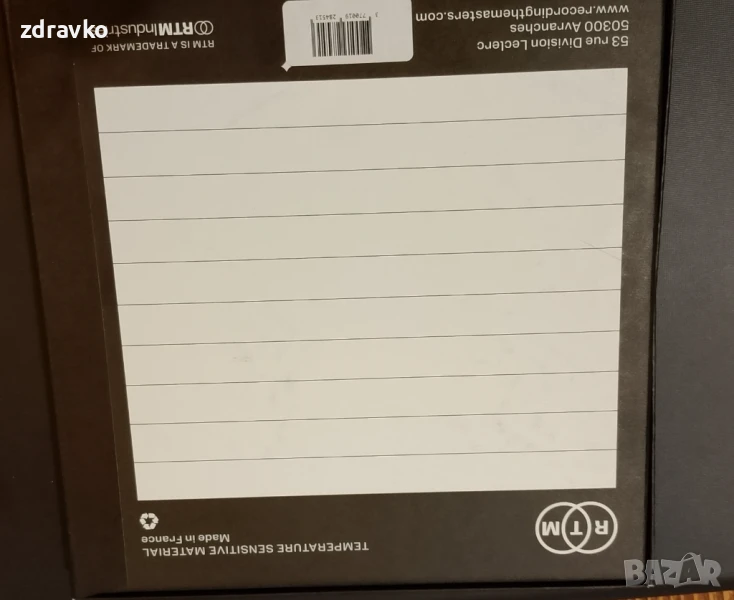 zdravko
TEMPERATURE SENSITIVE MATERIAL
Made in France
RTM
53 rue Division Leclerc
50300 Avranches
www.recordingthemasters.com
RTM IS A TRADEMARK OF
RTMIndustries
BAZAR